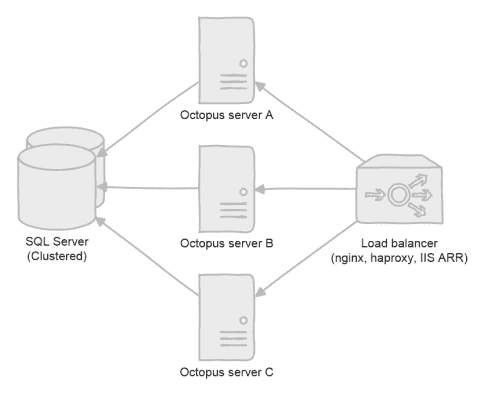 Octopus server A
SQL Server
(Clustered)
Octopus server B
Load balancer
(nginx, haproxy, IIS ARR)
Octopus server C